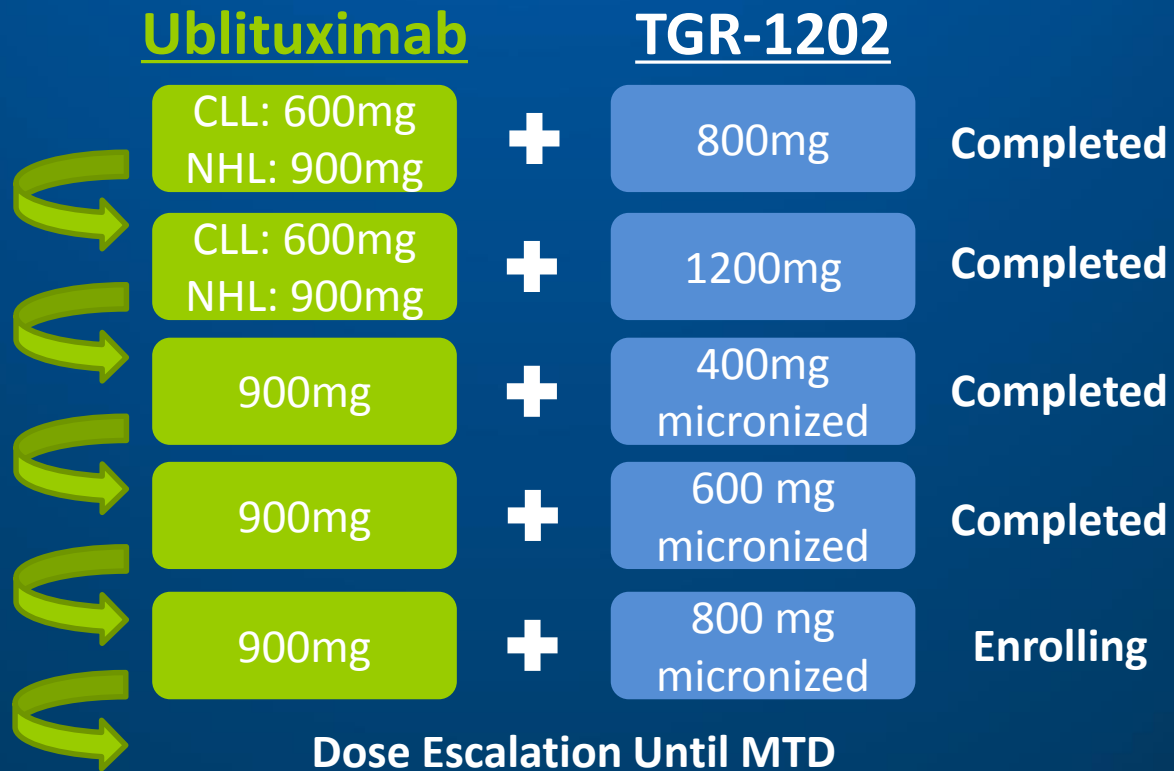 Ublituximab TGR-1202
CLL: 600mg
NHL: 900mg
+
800mg
Completed
CLL: 600mg
NHL: 900mg
+
1200mg
Completed
900mg
+
400mg
micronized
Completed
900mg
+
600 mg
micronized
Completed
900mg
+
800 mg
micronized
Enrolling
Dose Escalation Until MTD